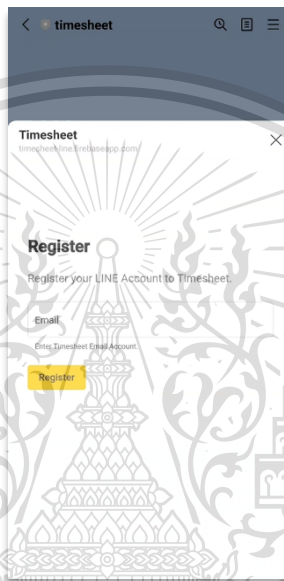 timesheet
Timesheet
timesheet-line.firebaseapp.com
Register
Register your LINE Account to Timesheet.
Email
Enter Timesheet Email Account.
Register